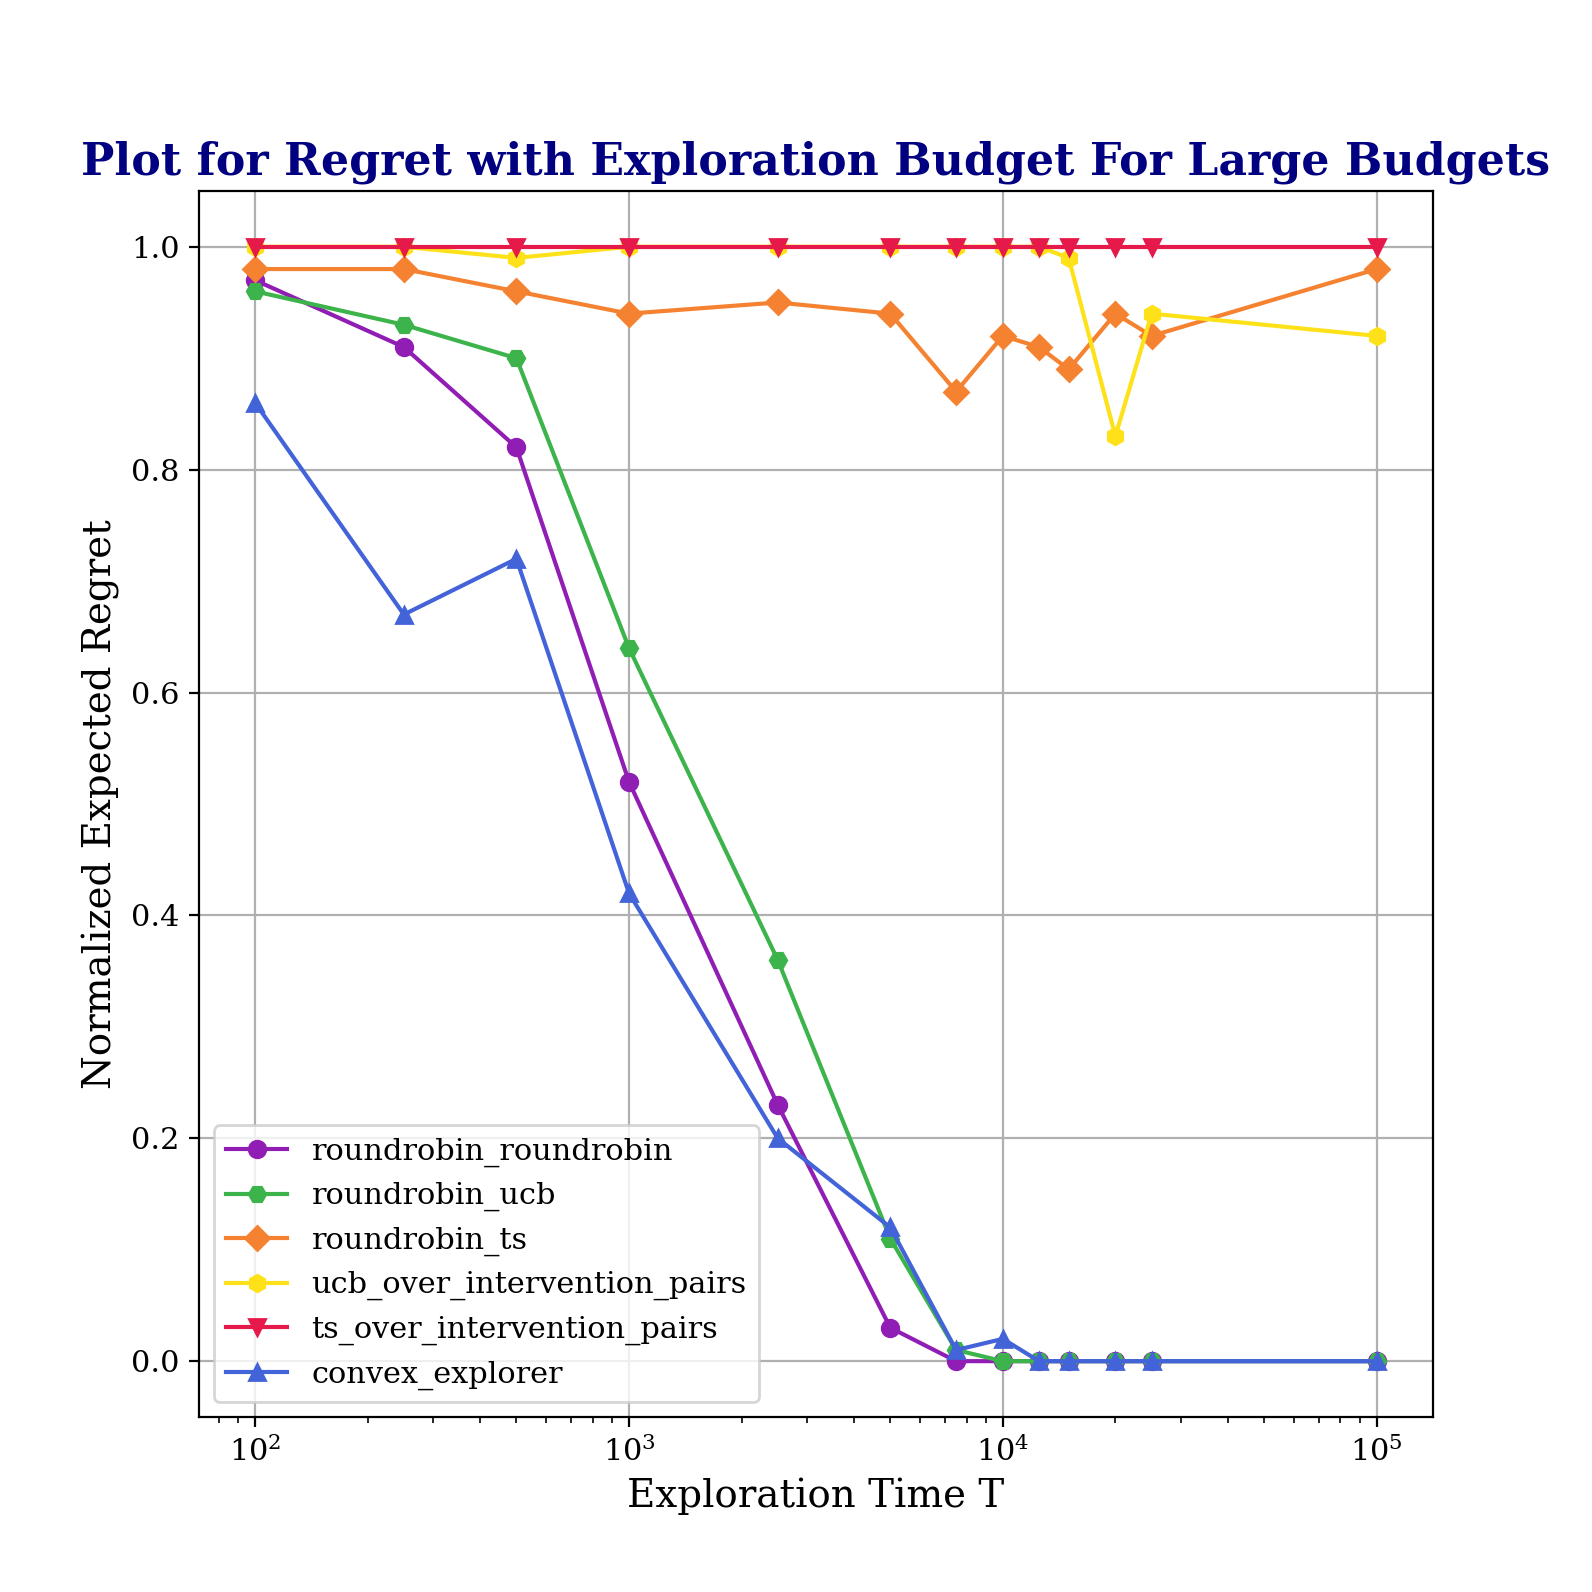 Plot for Regret with Exploration Budget For Large Budgets
Normalized Expected Regret
1.0
0.8
0.6
0.4
0.2
0.0
roundrobin_roundrobin
roundrobin_ucb
roundrobin_ts
ucb_over_intervention_pairs
ts_over_intervention_pairs
convex_explorer
10² 10³ 10⁴ 10⁵
Exploration Time T